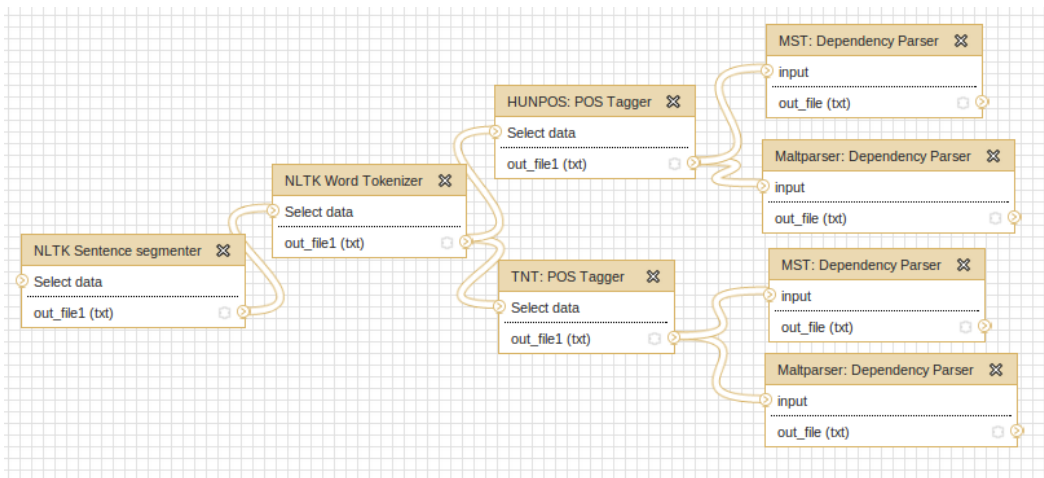 NLTK Sentence segmenter
Select data
out_file1 (txt)
NLTK Word Tokenizer
Select data
out_file1 (txt)
HUNPOS: POS Tagger
Select data
out_file1 (txt)
TNT: POS Tagger
Select data
out_file1 (txt)
MST: Dependency Parser
input
out_file (txt)
Maltparser: Dependency Parser
input
out_file (txt)
MST: Dependency Parser
input
out_file (txt)
Maltparser: Dependency Parser
input
out_file (txt)